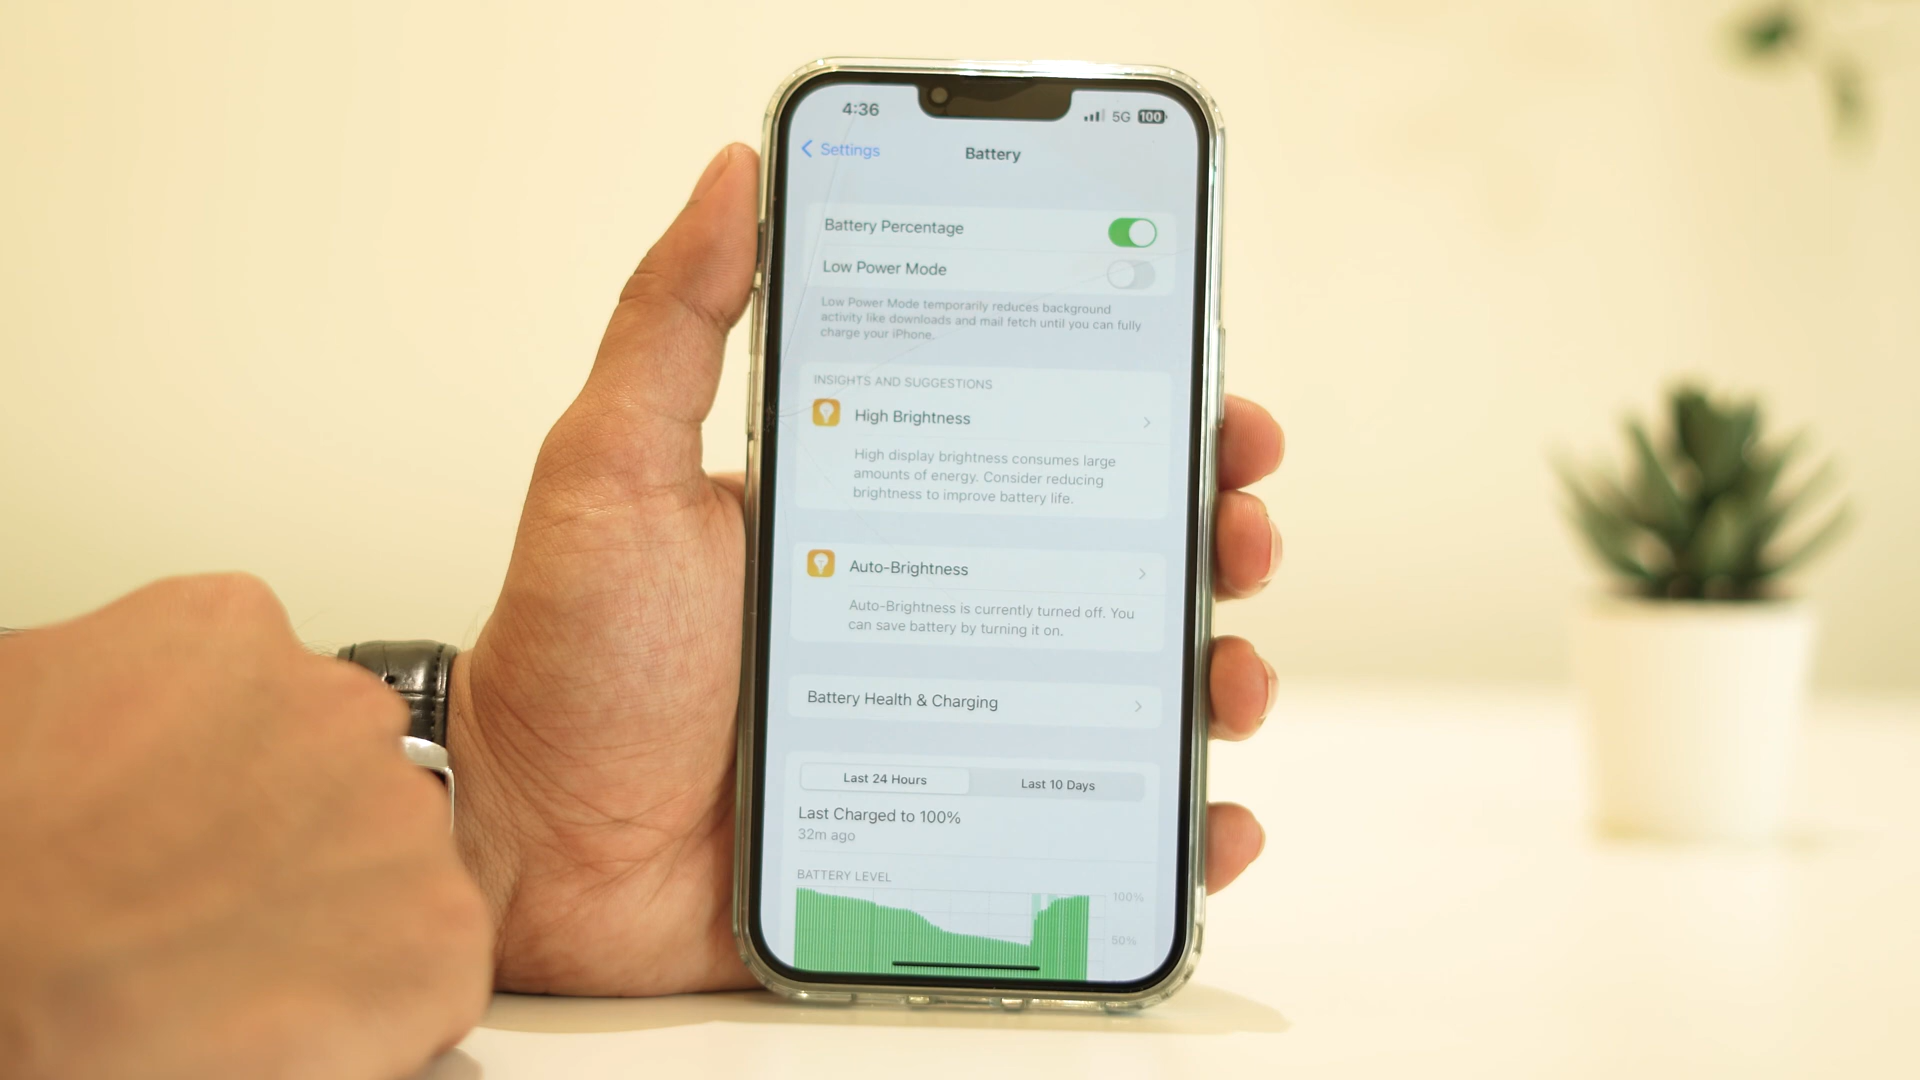 4:36
5G 100
Settings
Battery
Battery Percentage
Low Power Mode
Low Power Mode temporarily reduces background
activity like downloads and mail fetch until you can fully
charge your iPhone.
INSIGHTS AND SUGGESTIONS
High Brightness
High display brightness consumes large
amounts of energy. Consider reducing
brightness to improve battery life.
Auto-Brightness
Auto-Brightness is currently turned off. You
can save battery by turning it on.
Battery Health & Charging
Last 24 Hours
Last 10 Days
Last Charged to 100%
32m ago
BATTERY LEVEL
100%
50%